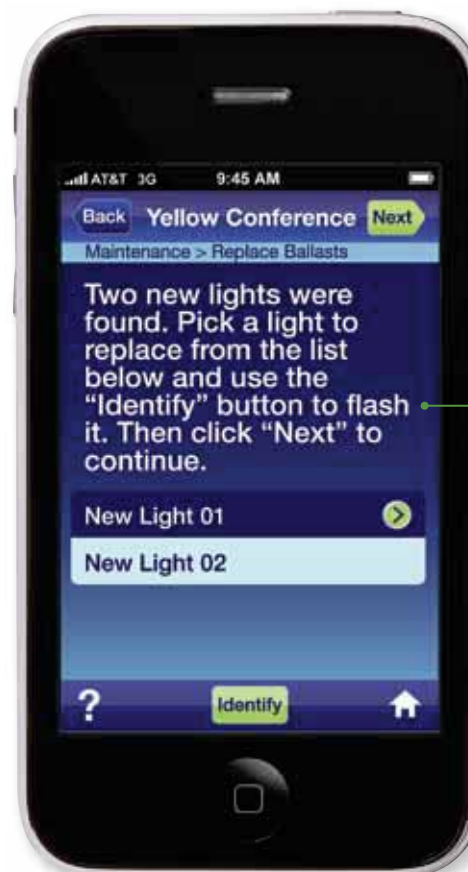 AT&T 3G 9:45 AM
Back Yellow Conference Next
Maintenance > Replace Ballasts
Two new lights were
found. Pick a light to
replace from the list
below and use the
“Identify” button to flash
it. Then click “Next” to
continue.
New Light 01
New Light 02
? Identify